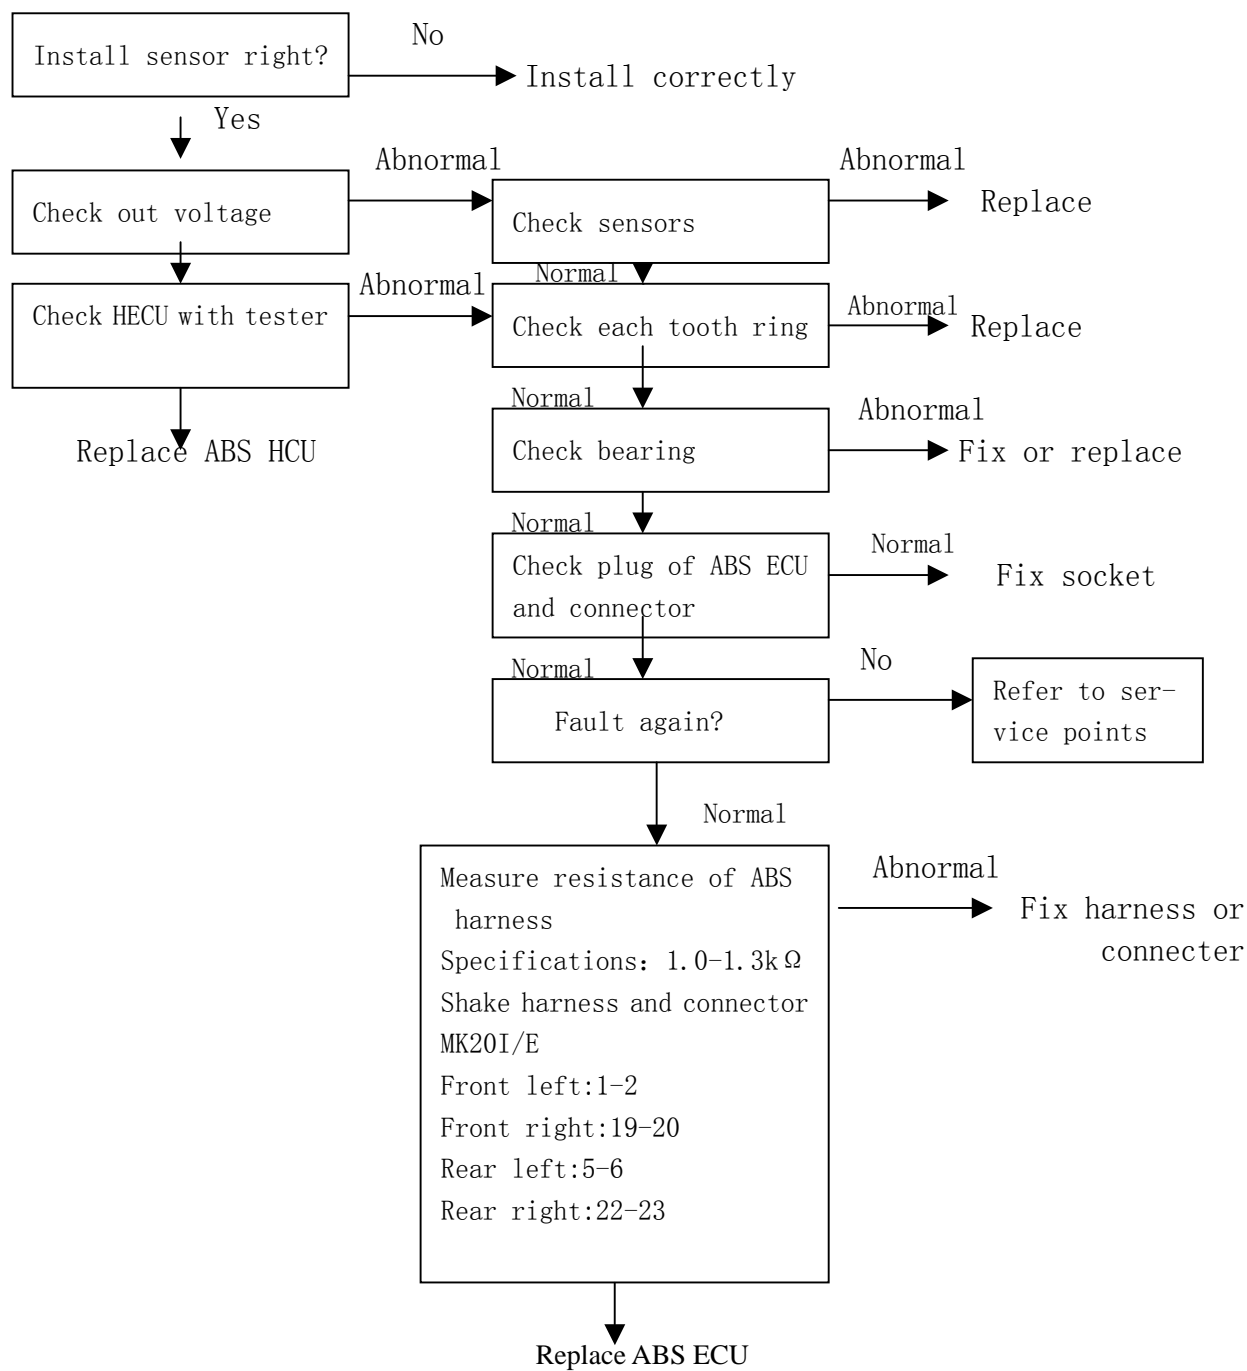 No
Install sensor right?
Install correctly
Yes
Abnormal
Abnormal
Check out voltage
Check sensors
Replace
Normal
Abnormal
Check HECU with tester
Check each tooth ring
Abnormal
Replace
Normal
Abnormal
Replace ABS HCU
Check bearing
Fix or replace
Normal
Normal
Check plug of ABS ECU
and connector
Fix socket
Normal
No
Fault again?
Refer to ser-
vice points
Normal
Measure resistance of ABS
harness
Specifications: 1.0-1.3kΩ
Shake harness and connector
MK20I/E
Front left:1-2
Front right:19-20
Rear left:5-6
Rear right:22-23
Abnormal
Fix harness or
connecter
Replace ABS ECU